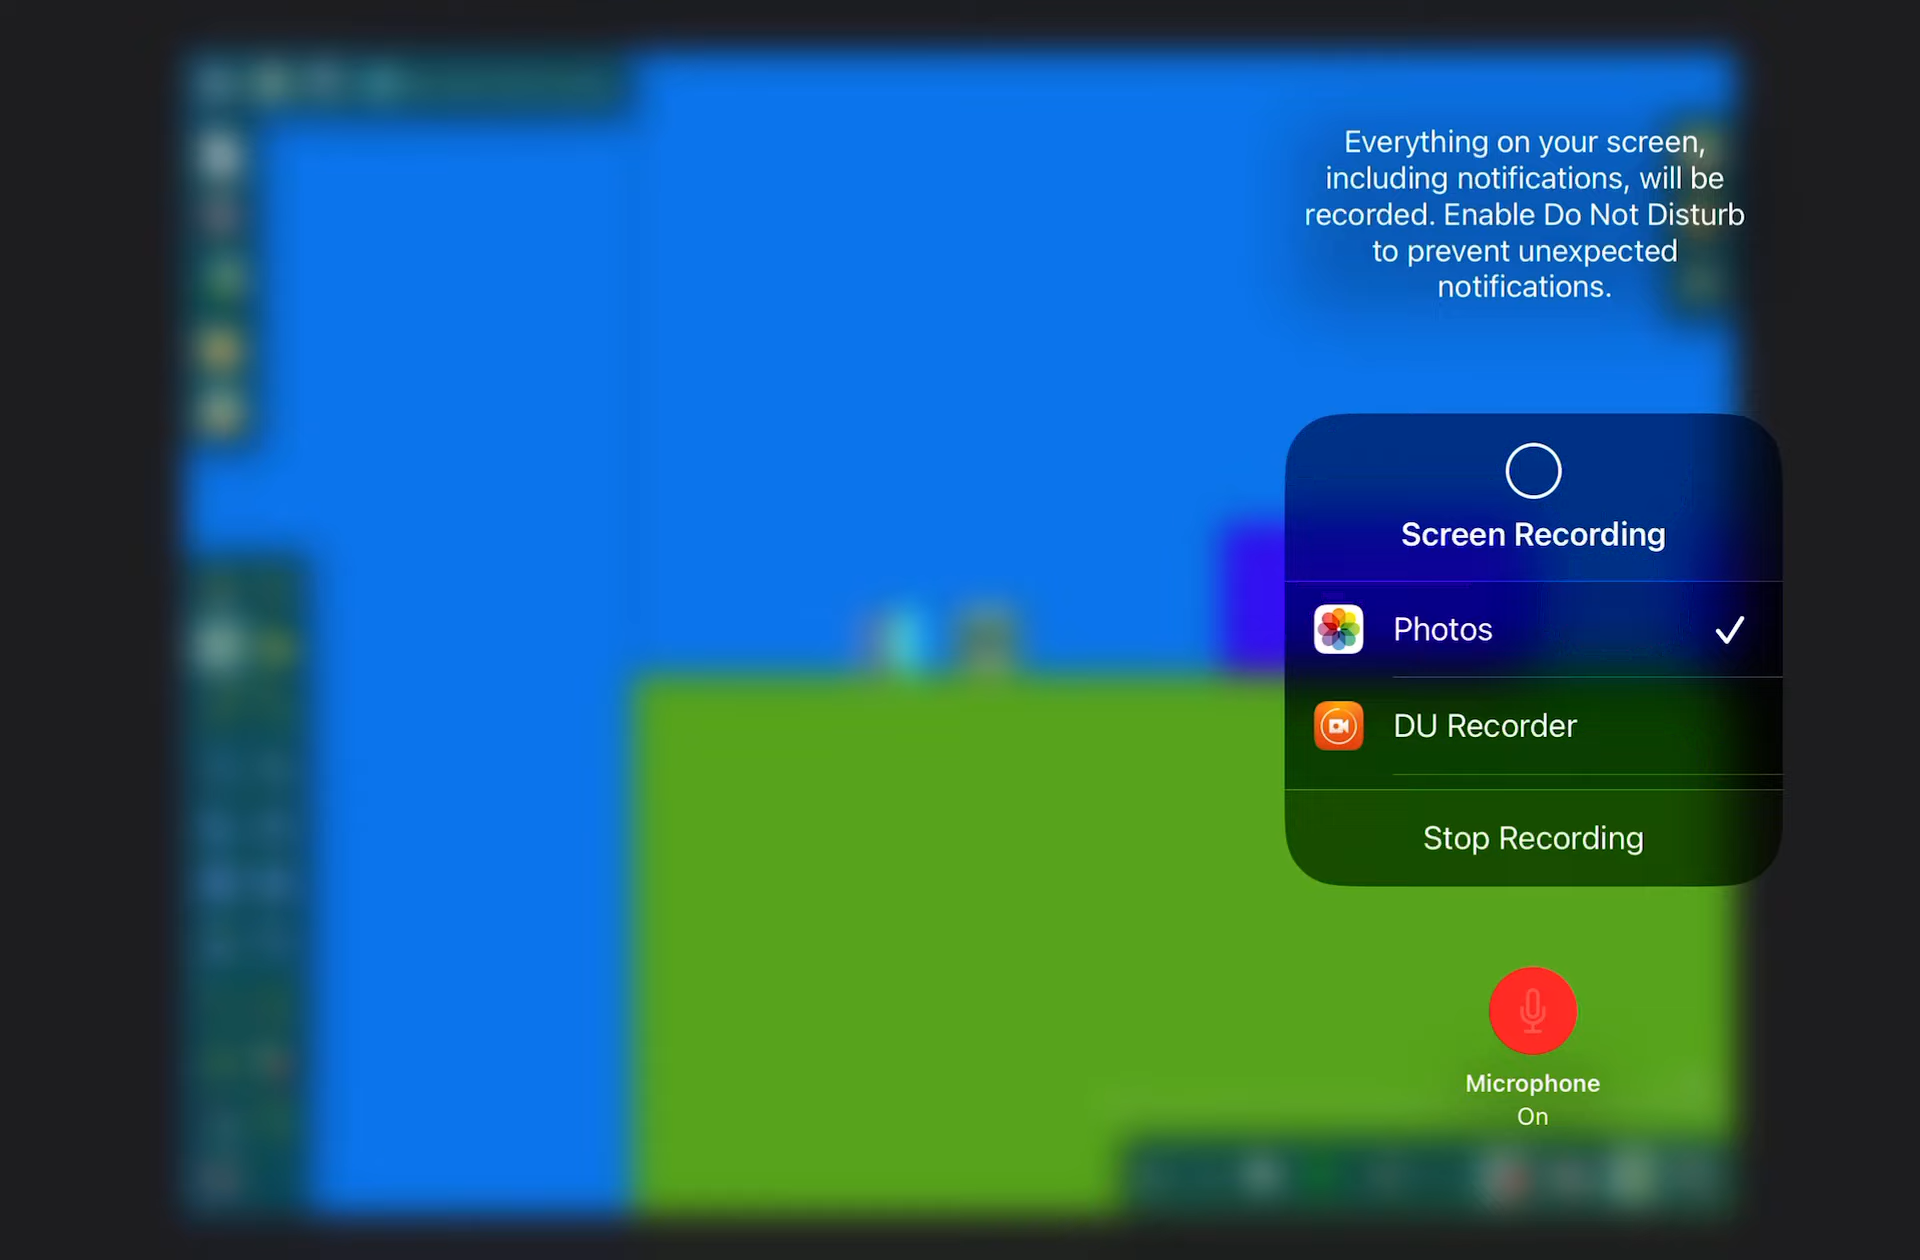 Everything on your screen,
including notifications, will be
recorded. Enable Do Not Disturb
to prevent unexpected
notifications.
Screen Recording
Photos
DU Recorder
Stop Recording
Microphone
On